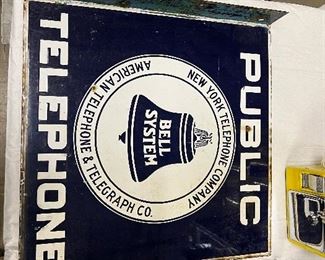 PUBLIC
NEW YORK TELEPHONE COMPANY
BELL
SYSTEM
AMERICAN TELEPHONE & TELEGRAPH CO.
TELEPHONE